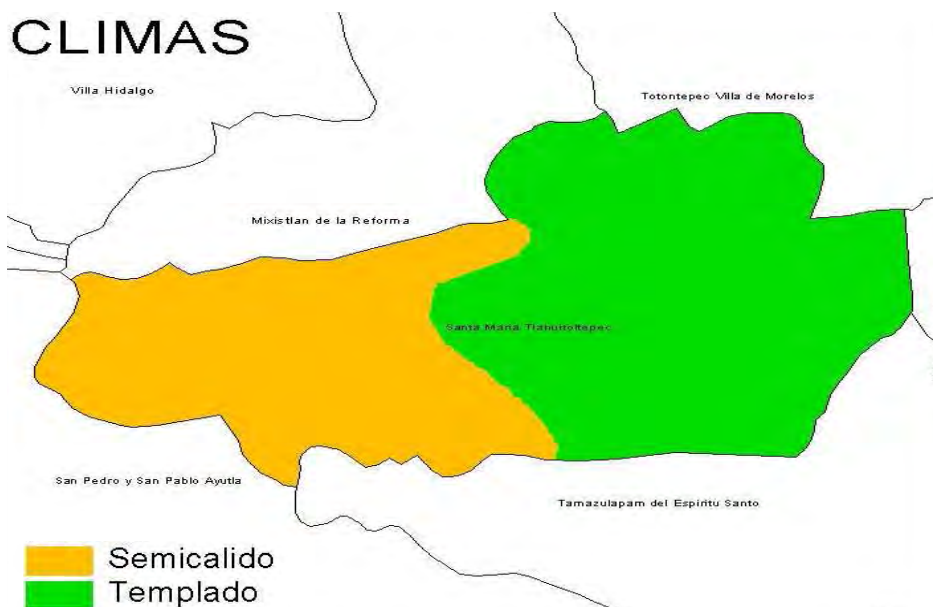 CLIMAS
Villa Hidalgo
Totontepec Villa de Morelos
Mixistlan de la Reforma
Santa Maria Tlahuitoltepec
San Pedro y San Pablo Ayutla
Tamazulapam del Espiritu Santo
Semicalido
Templado